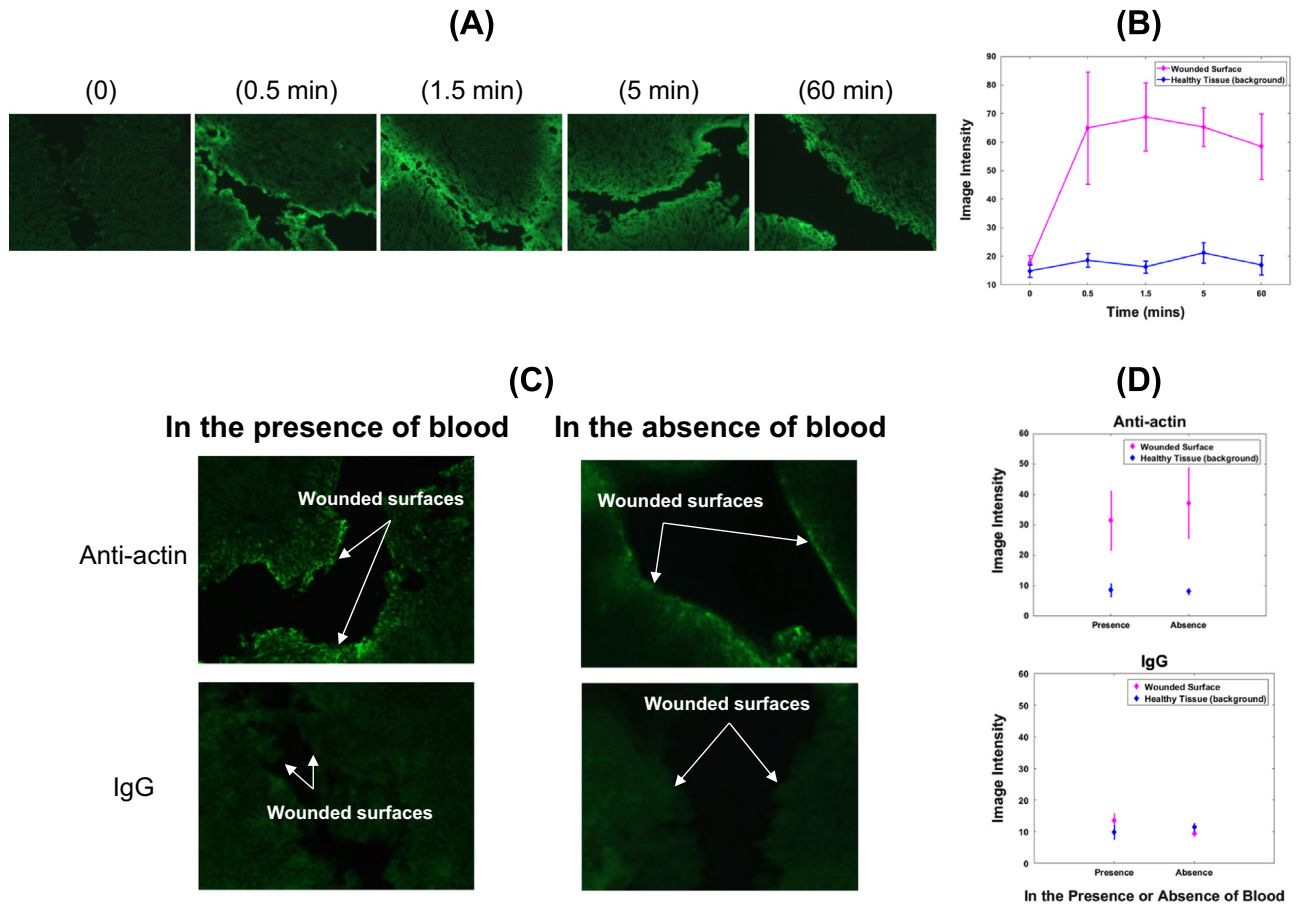 (A)
(0)
(0.5 min)
(1.5 min)
(5 min)
(60 min)
(B)
90
80
70
60
50
40
30
20
10
Image Intensity
Wounded Surface
Healthy Tissue (background)
0
0.5
1.5
5
60
Time (mins)
(C)
In the presence of blood
In the absence of blood
Anti-actin
Wounded surfaces
Wounded surfaces
IgG
Wounded surfaces
Wounded surfaces
(D)
Anti-actin
60
50
40
30
20
10
0
Image Intensity
Wounded Surface
Healthy Tissue (background)
Presence
Absence
IgG
60
50
40
30
20
10
0
Image Intensity
Wounded Surface
Healthy Tissue (background)
Presence
Absence
In the Presence or Absence of Blood